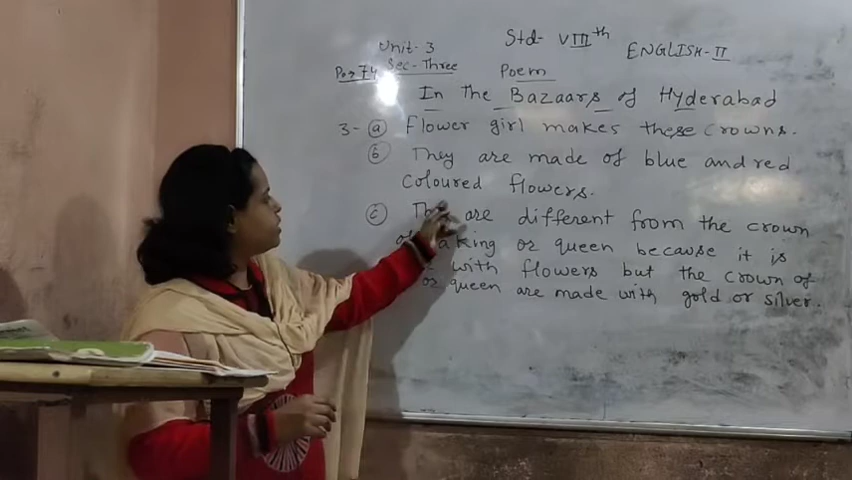 Unit-3 Std- VIIIth ENGLISH-II
Sec-Three Poem
In the Bazaars of Hyderabad
3- (a) Flower girl makes these crowns.
(b) They are made of blue and red
coloured flowers.
(c) are different from the crown
or queen because it is
with flowers but the crown of
or queen are made with gold or silver.